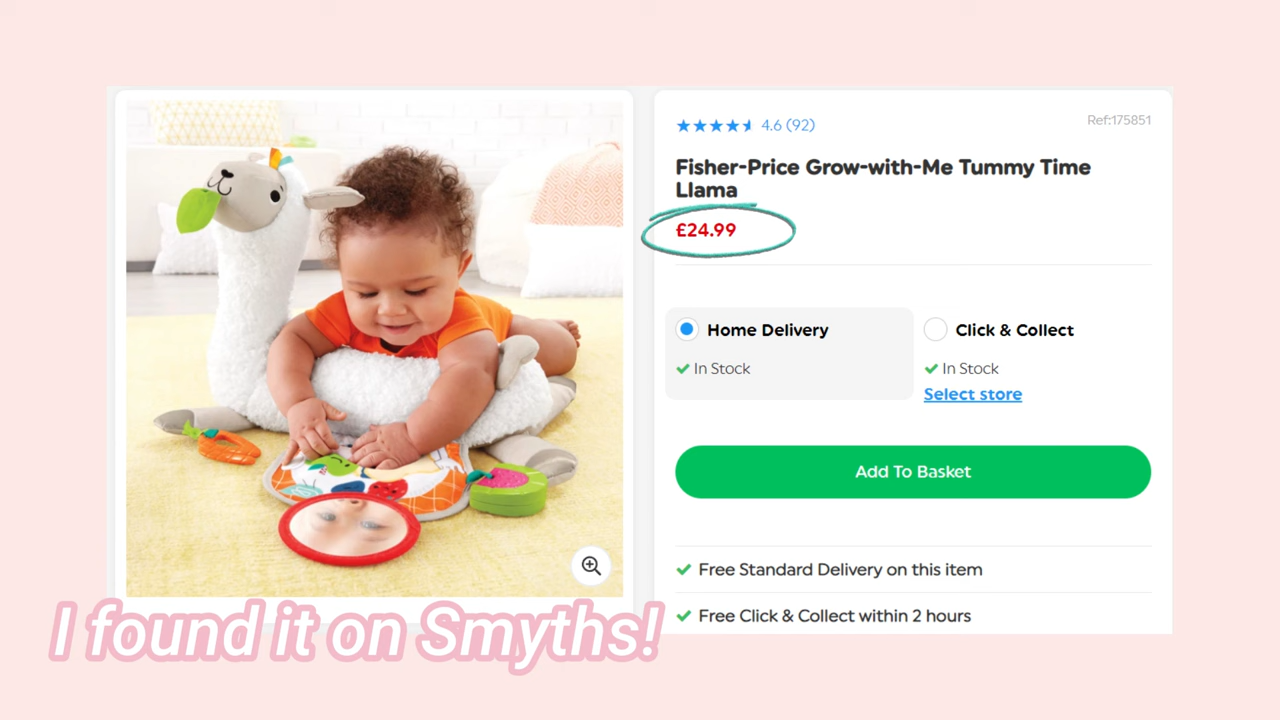 4.6 (92)
Ref:175851
Fisher-Price Grow-with-Me Tummy Time
Llama
£24.99
Home Delivery
Click & Collect
In Stock
In Stock
Select store
Add To Basket
Free Standard Delivery on this item
Free Click & Collect within 2 hours
I found it on Smyths!